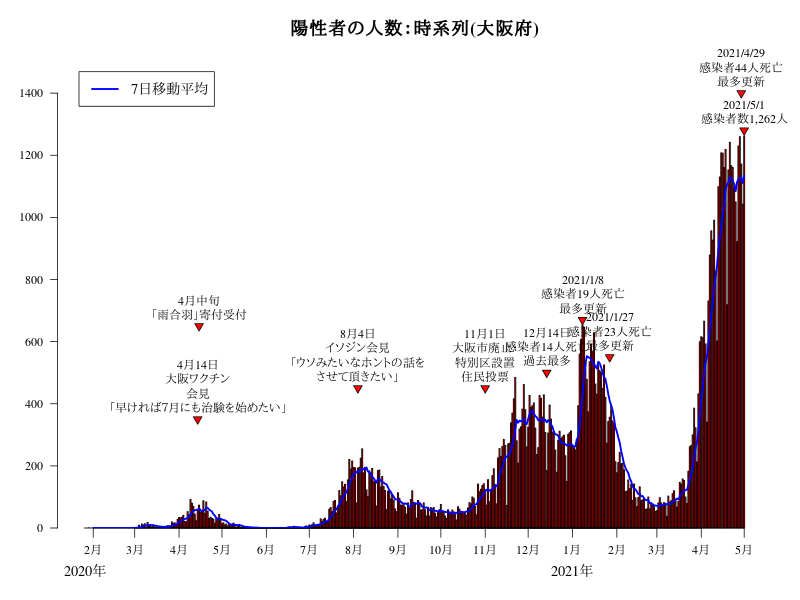 陽性者の人数：時系列(大阪府)
7日移動平均
2021/4/29
感染者44人死亡
最多更新
2021/5/1
感染者数1,262人
4月中旬
「雨合羽」寄付受付
4月14日
大阪ワクチン
会見
「早ければ7月にも治験を始めたい」
8月4日
イソジン会見
「ウソみたいなホントの話を
させて頂きたい」
11月1日
大阪市廃止
特別区設置
住民投票
12月14日
感染者14人死亡
過去最多
2021/1/8
感染者19人死亡
最多更新
2021/1/27
感染者23人死亡
最多更新
1400
1200
1000
800
600
400
200
0
2月 3月 4月 5月 6月 7月 8月 9月 10月 11月 12月 1月 2月 3月 4月 5月
2020年 2021年